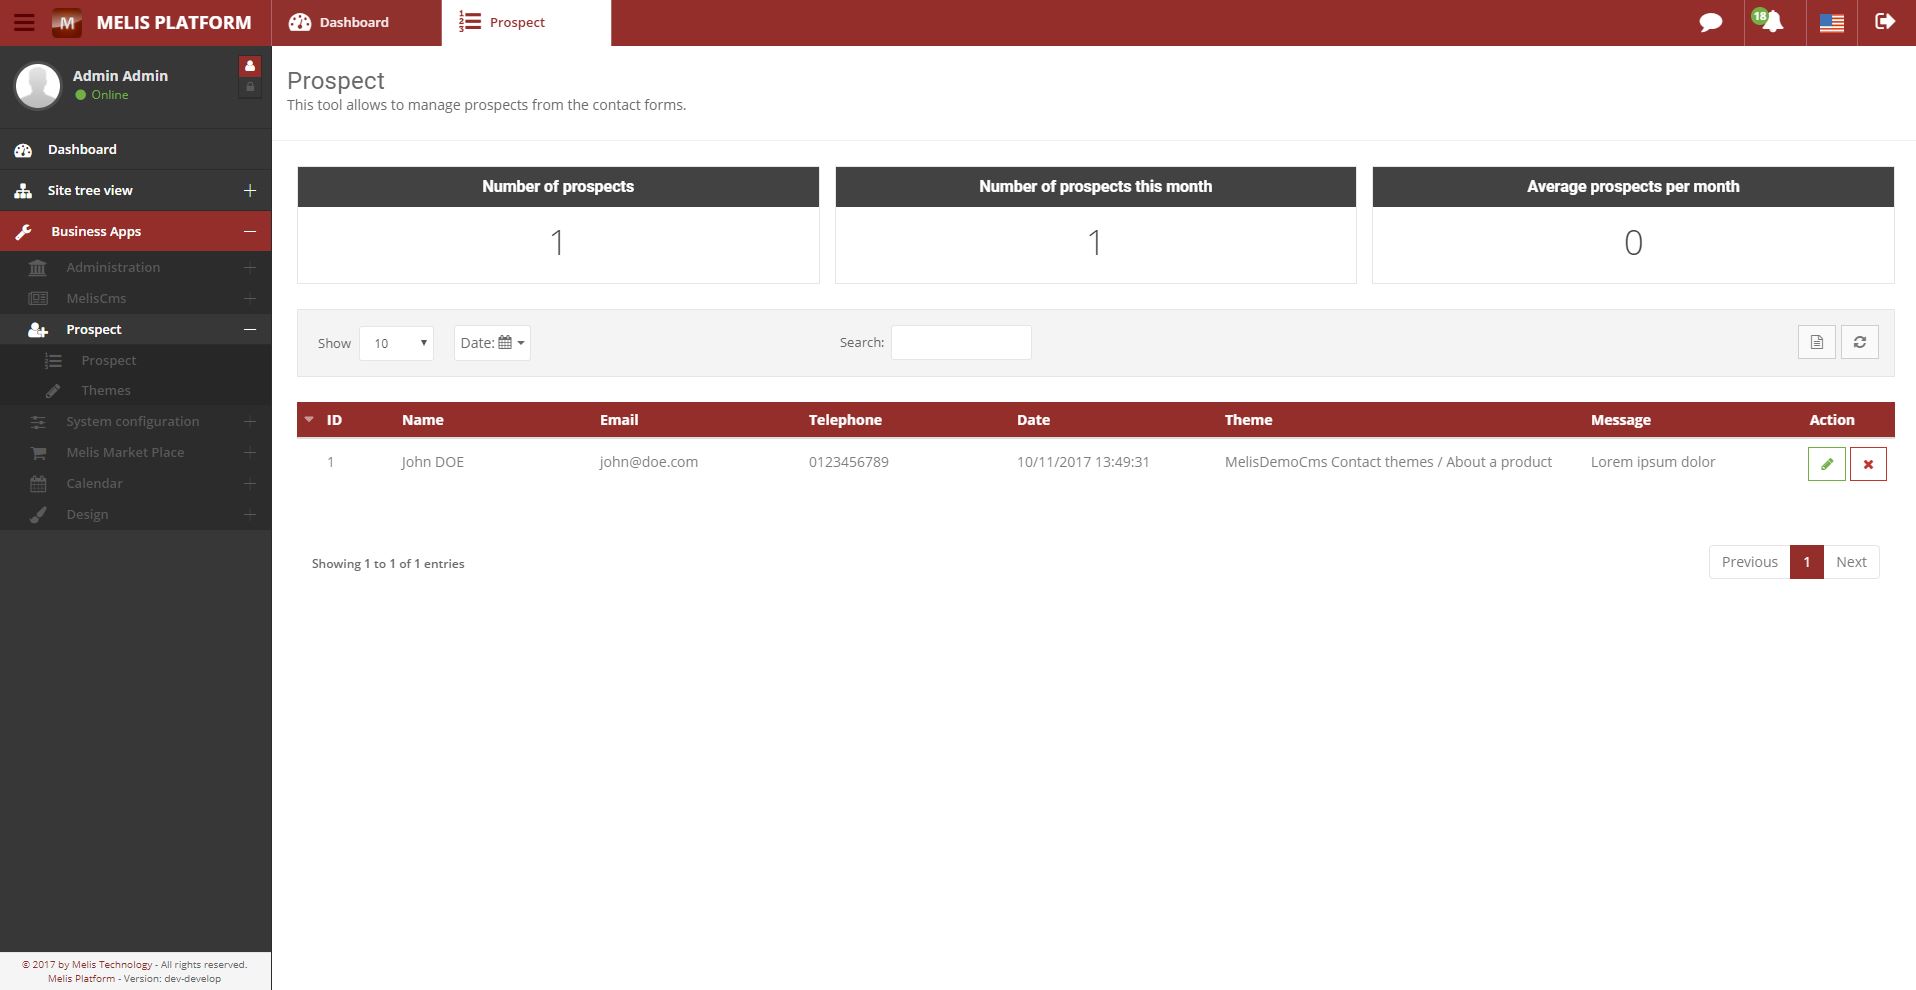 MELIS PLATFORM
Dashboard
Prospect
18
Admin Admin
Online
Dashboard
Site tree view
Business Apps
Administration
MelisCms
Prospect
Prospect
Themes
System configuration
Melis Market Place
Calendar
Design
© 2017 by Melis Technology - All rights reserved.
Melis Platform - Version: dev-develop
Prospect
This tool allows to manage prospects from the contact forms.
Number of prospects
1
Number of prospects this month
1
Average prospects per month
0
Show 10 Date: Search:
ID Name Email Telephone Date Theme Message Action
1 John DOE john@doe.com 0123456789 10/11/2017 13:49:31 MelisDemoCms Contact themes / About a product Lorem ipsum dolor
Showing 1 to 1 of 1 entries
Previous 1 Next